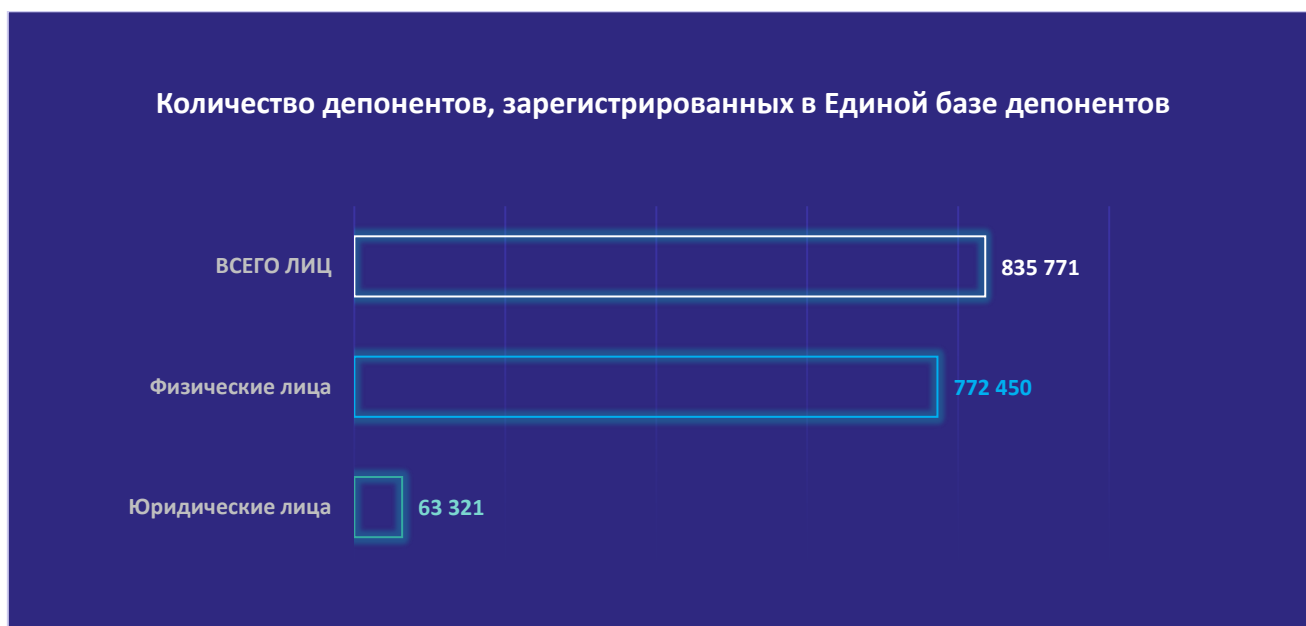 Количество депонентов, зарегистрированных в Единой базе депонентов
ВСЕГО ЛИЦ 835 771
Физические лица 772 450
Юридические лица 63 321